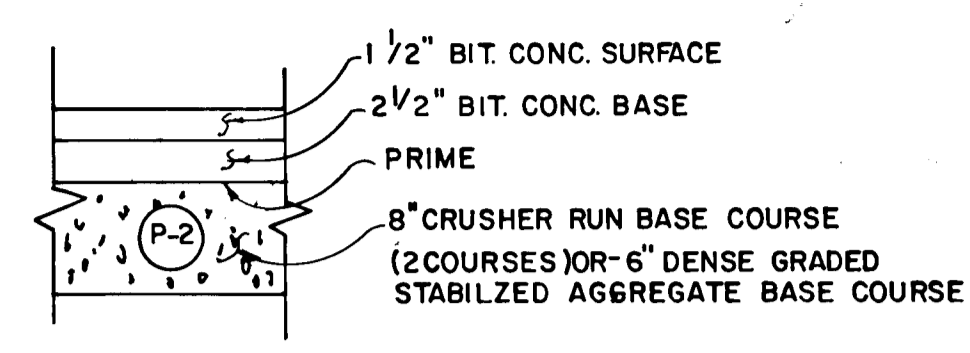 1 1/2" BIT. CONC. SURFACE
2 1/2" BIT. CONC. BASE
PRIME
P-2
8" CRUSHER RUN BASE COURSE
(2 COURSES) OR-6" DENSE GRADED
STABILZED AGGREGATE BASE COURSE